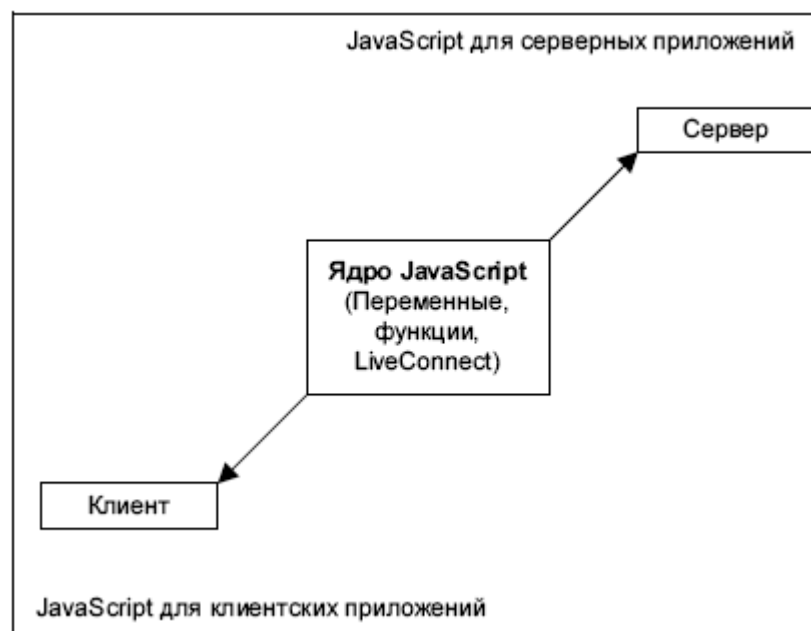 JavaScript для серверных приложений
Сервер
Ядро JavaScript
(Переменные,
функции,
LiveConnect)
Клиент
JavaScript для клиентских приложений